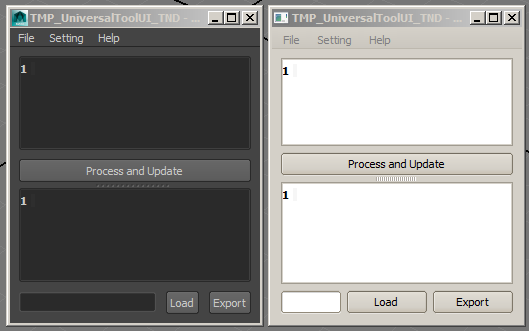 TMP_UniversalToolUI_TND - ...
File Setting Help
1
Process and Update
1
Load Export
TMP_UniversalToolUI_TND - ...
File Setting Help
1
Process and Update
1
Load Export